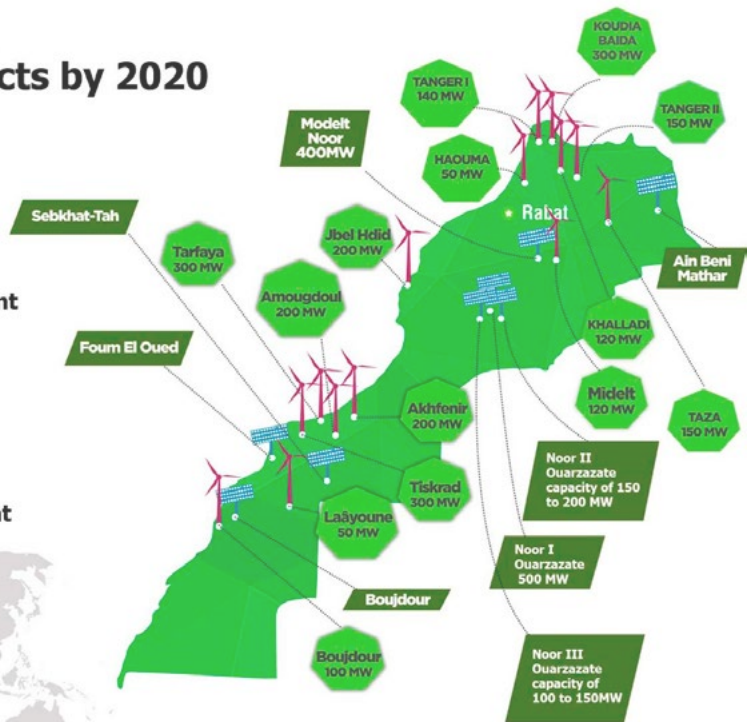 cts by 2020
KOUDIA
BAIDA
300 MW
TANGER I
140 MW
TANGER II
150 MW
Modelt
Noor
400MW
HAOUMA
50 MW
Sebkhat-Tah
Rabat
Jbel Hdid
200 MW
Tarfaya
300 MW
Ain Beni
Mathar
Amougdoul
200 MW
nt
KHALLADI
120 MW
Foum El Oued
Midelt
120 MW
Akhfenir
200 MW
TAZA
150 MW
Noor II
Ouarzazate
capacity of 150
to 200 MW
Tiskrad
300 MW
Laâyoune
50 MW
nt
Noor I
Ouarzazate
500 MW
Boujdour
Boujdour
100 MW
Noor III
Ouarzazate
capacity of
100 to 150MW